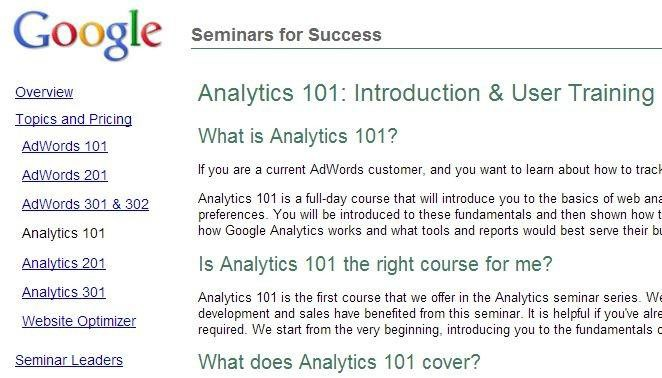 Google
Seminars for Success
Overview
Topics and Pricing
AdWords 101
AdWords 201
AdWords 301 & 302
Analytics 101
Analytics 201
Analytics 301
Website Optimizer
Seminar Leaders
Analytics 101: Introduction & User Training
What is Analytics 101?
If you are a current AdWords customer, and you want to learn about how to track
Analytics 101 is a full-day course that will introduce you to the basics of web ana
preferences. You will be introduced to these fundamentals and then shown how t
how Google Analytics works and what tools and reports would best serve their bu
Is Analytics 101 the right course for me?
Analytics 101 is the first course that we offer in the Analytics seminar series. We
development and sales have benefited from this seminar. It is helpful if you've alre
required. We start from the very beginning, introducing you to the fundamentals o
What does Analytics 101 cover?